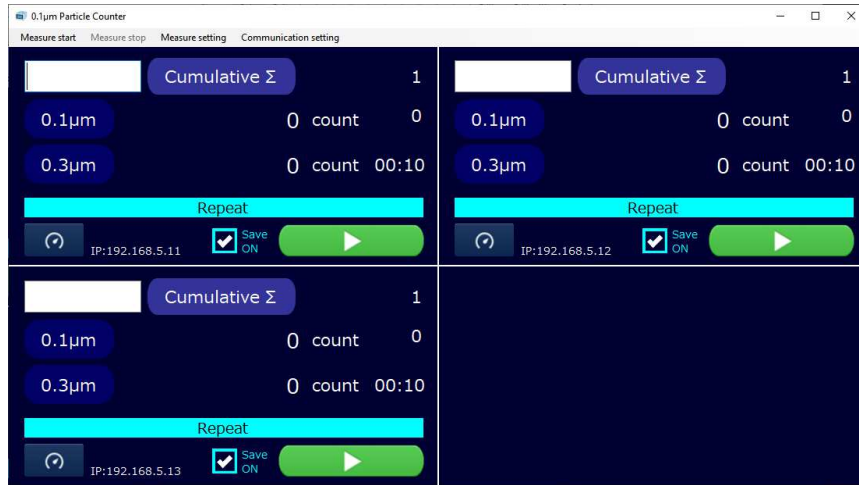 0.1µm Particle Counter
Measure start Measure stop Measure setting Communication setting
Cumulative Σ 1
0.1µm 0 count 0
0.3µm 0 count 00:10
Repeat
IP:192.168.5.11 Save ON
Cumulative Σ 1
0.1µm 0 count 0
0.3µm 0 count 00:10
Repeat
IP:192.168.5.12 Save ON
Cumulative Σ 1
0.1µm 0 count 0
0.3µm 0 count 00:10
Repeat
IP:192.168.5.13 Save ON